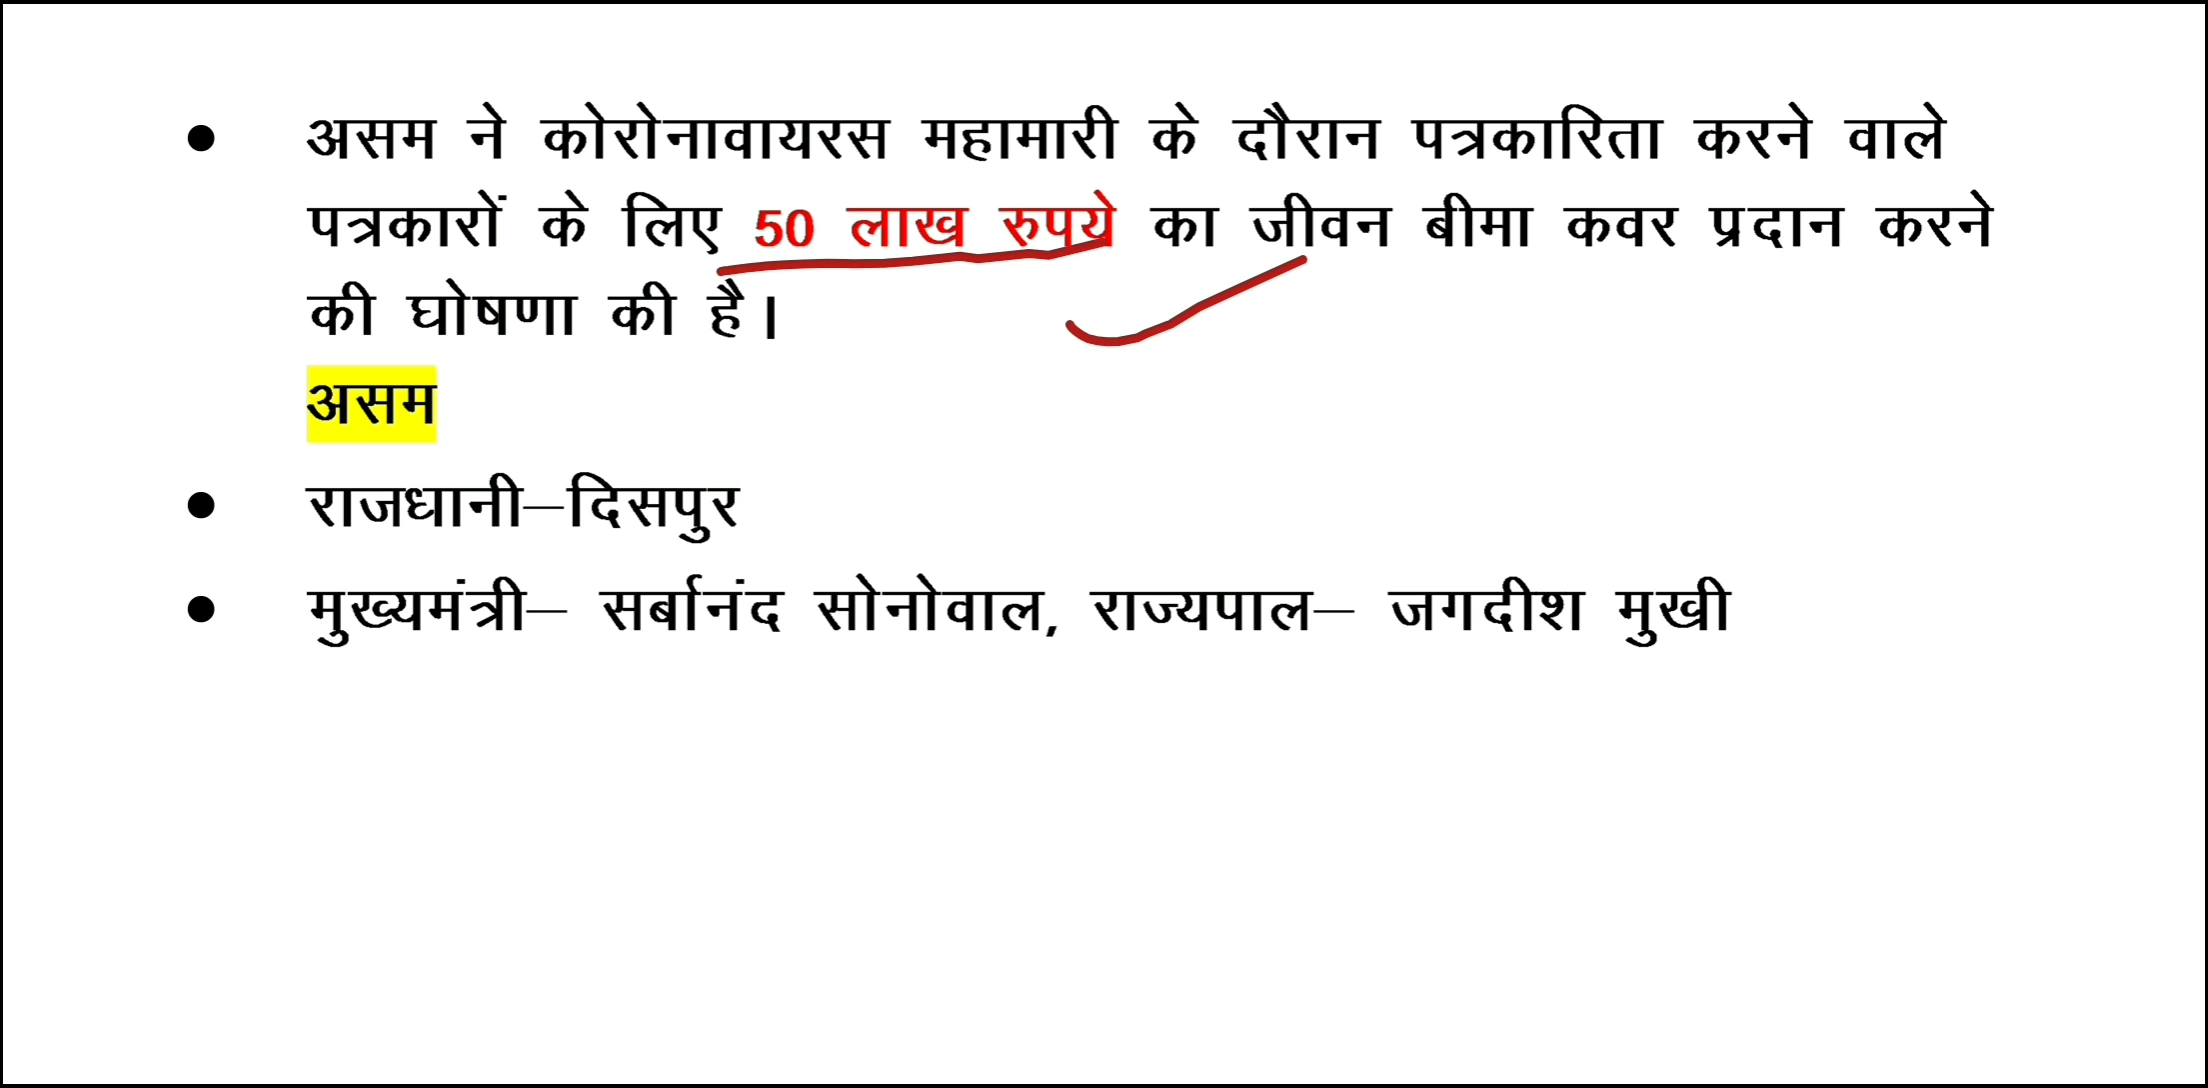 • असम ने कोरोनावायरस महामारी के दौरान पत्रकारिता करने वाले
पत्रकारों के लिए 50 लाख रुपये का जीवन बीमा कवर प्रदान करने
की घोषणा की है।
असम
• राजधानी–दिसपुर
• मुख्यमंत्री– सर्बानंद सोनोवाल, राज्यपाल– जगदीश मुखी